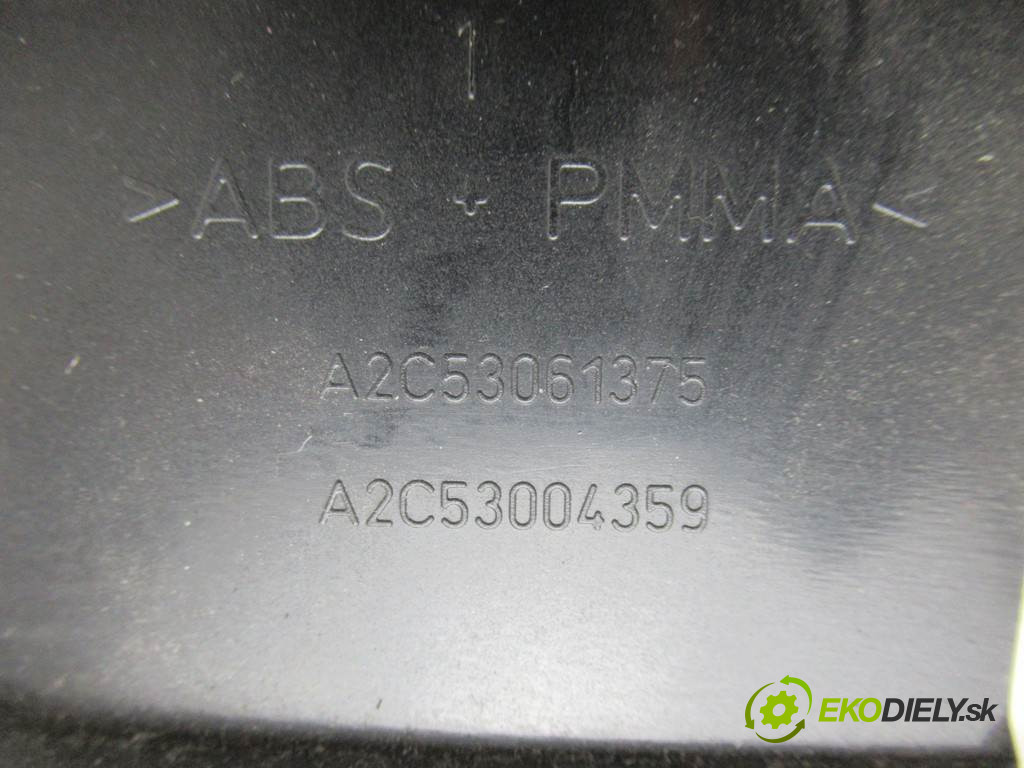 1
>ABS + PMMA<
A2C53061375
A2C53004359
EKODIELY.sk